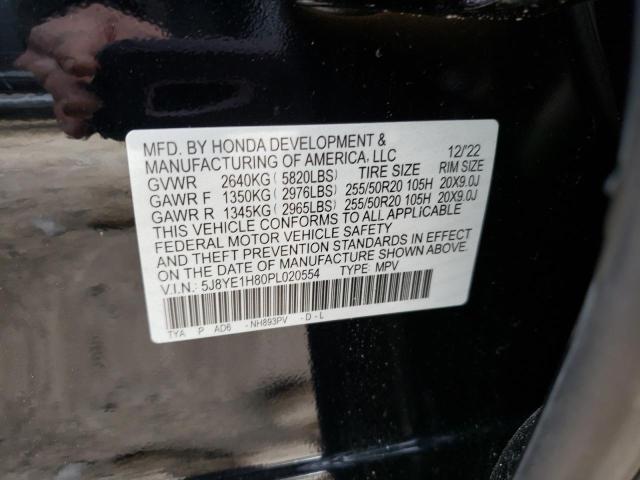 MFD. BY HONDA DEVELOPMENT &
MANUFACTURING OF AMERICA, LLC 12/'22
GVWR 2640KG (5820LBS) TIRE SIZE RIM SIZE
GAWR F 1350KG (2976LBS) 255/50R20 105H 20X9.0J
GAWR R 1345KG (2965LBS) 255/50R20 105H 20X9.0J
THIS VEHICLE CONFORMS TO ALL APPLICABLE
FEDERAL MOTOR VEHICLE SAFETY
AND THEFT PREVENTION STANDARDS IN EFFECT
ON THE DATE OF MANUFACTURE SHOWN ABOVE.
V.I.N.: 5J8YE1H80PL020554 TYPE: MPV
TYA P AD6 -NH893PV -D-L